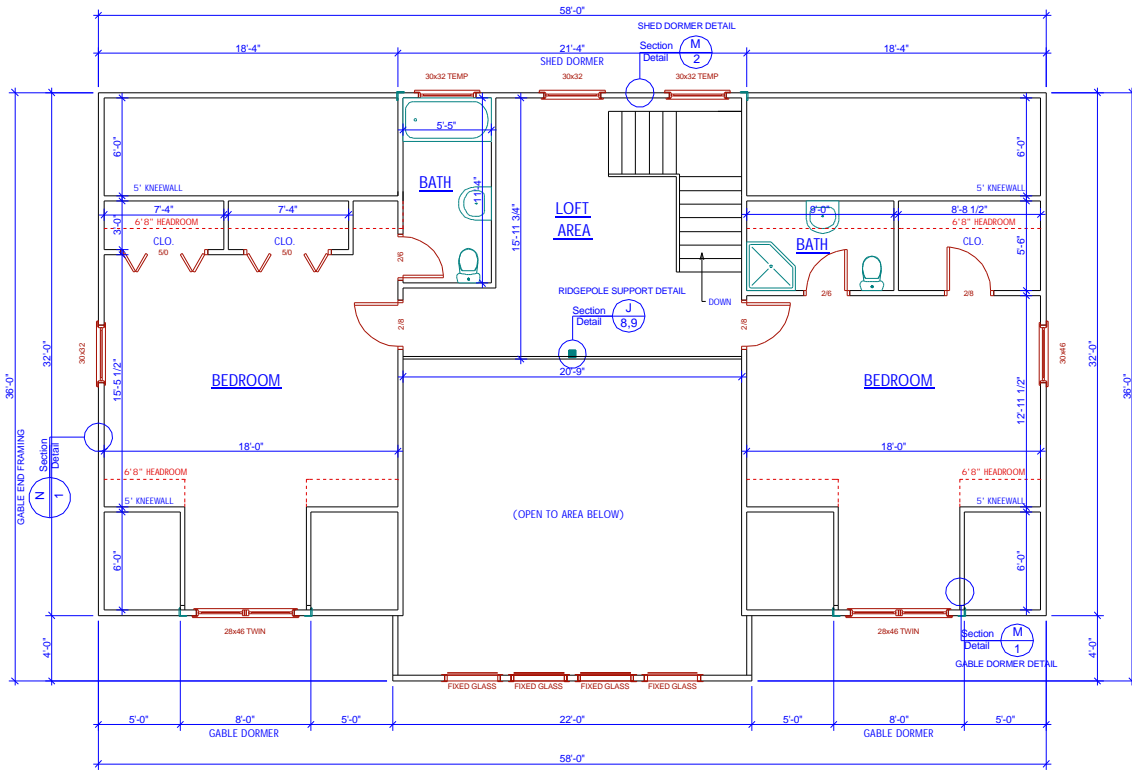 58'-0"
SHED DORMER DETAIL
18'-4"
21'-4"
18'-4"
Section
Detail
M
2
SHED DORMER
30x32 TEMP
30x32
30x32 TEMP
5'-5"
6'-0"
6'-0"
BATH
11'-4"
5' KNEEWALL
5' KNEEWALL
7'-4"
7'-4"
LOFT
AREA
9'-0"
8'-8 1/2"
6'8" HEADROOM
6'8" HEADROOM
3'-0"
CLO.
5/0
CLO.
5/0
15'-11 3/4"
BATH
CLO.
5'-6"
2/6
RIDGEPOLE SUPPORT DETAIL
DOWN
2/6
2/8
Section
Detail
J
8,9
2/8
2/8
30x32
30x46
20'-9"
BEDROOM
BEDROOM
36'-0"
32'-0"
15'-5 1/2"
12'-11 1/2"
32'-0"
36'-0"
18'-0"
18'-0"
GABLE END FRAMING
Section
Detail
N
1
6'8" HEADROOM
6'8" HEADROOM
5' KNEEWALL
5' KNEEWALL
(OPEN TO AREA BELOW)
6'-0"
6'-0"
28x46 TWIN
28x46 TWIN
Section
Detail
M
1
GABLE DORMER DETAIL
4'-0"
4'-0"
FIXED GLASS
FIXED GLASS
FIXED GLASS
FIXED GLASS
5'-0"
8'-0"
5'-0"
22'-0"
5'-0"
8'-0"
5'-0"
GABLE DORMER
GABLE DORMER
58'-0"